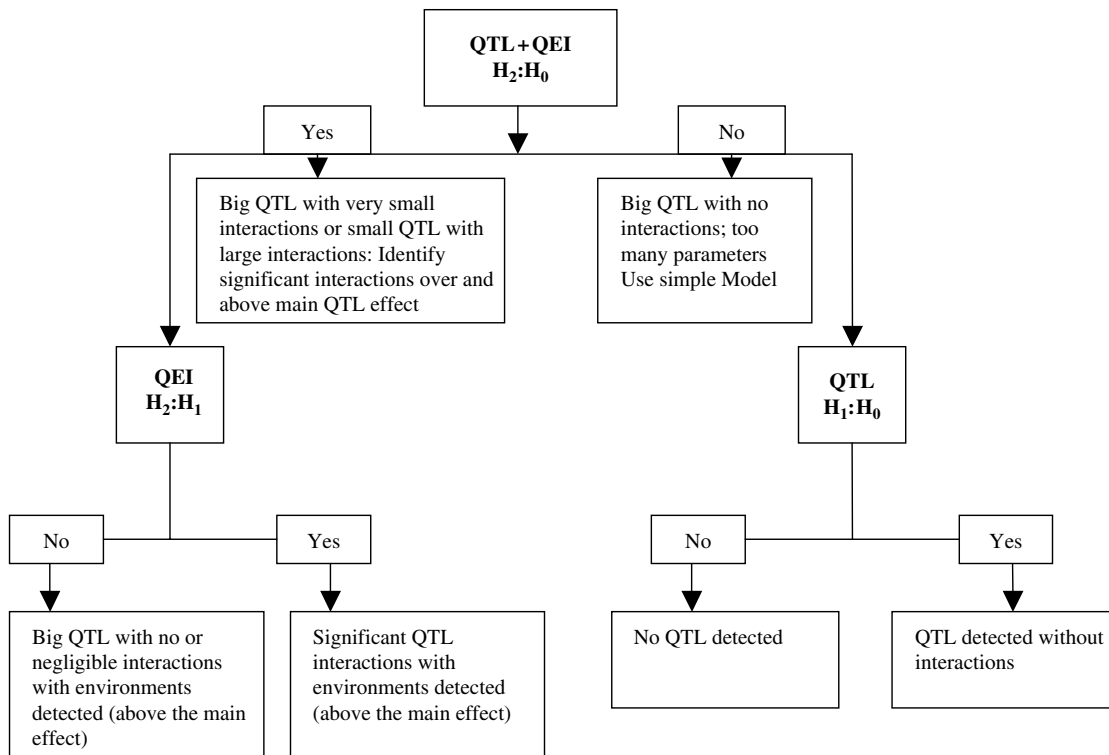 QTL + QEI
H₂:H₀
Yes
No
Big QTL with very small
interactions or small QTL with
large interactions: Identify
significant interactions over and
above main QTL effect
Big QTL with no
interactions; too
many parameters
Use simple Model
QEI
H₂:H₁
QTL
H₁:H₀
No
Yes
No
Yes
Big QTL with no or
negligible interactions
with environments
detected (above the main
effect)
Significant QTL
interactions with
environments detected
(above the main effect)
No QTL detected
QTL detected without
interactions